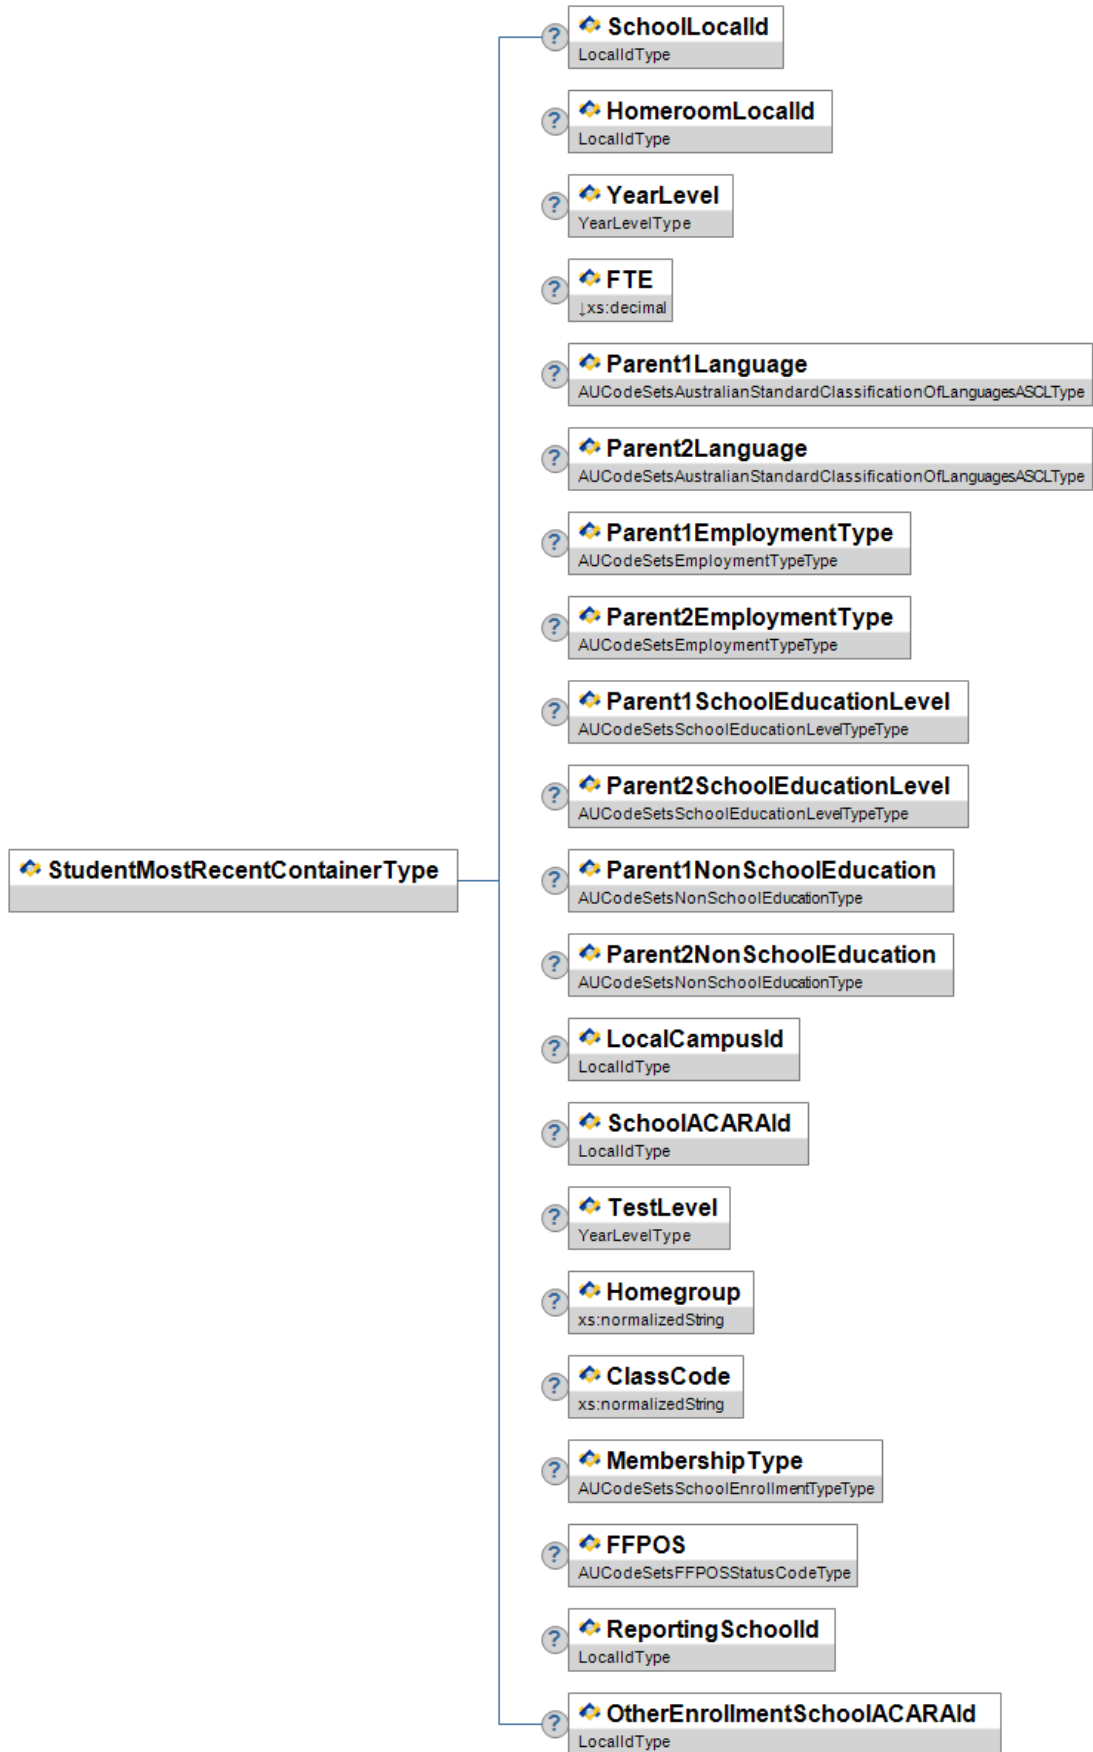 ?
SchoolLocalId
LocalIdType
?
HomeroomLocalId
LocalIdType
?
YearLevel
YearLevelType
?
FTE
↓xs:decimal
?
Parent1Language
AUCodeSetsAustralianStandardClassificationOfLanguagesASCLType
?
Parent2Language
AUCodeSetsAustralianStandardClassificationOfLanguagesASCLType
?
Parent1EmploymentType
AUCodeSetsEmploymentTypeType
?
Parent2EmploymentType
AUCodeSetsEmploymentTypeType
?
Parent1SchoolEducationLevel
AUCodeSetsSchoolEducationLevelTypeType
?
Parent2SchoolEducationLevel
AUCodeSetsSchoolEducationLevelTypeType
StudentMostRecentContainerType
?
Parent1NonSchoolEducation
AUCodeSetsNonSchoolEducationType
?
Parent2NonSchoolEducation
AUCodeSetsNonSchoolEducationType
?
LocalCampusId
LocalIdType
?
SchoolACARAId
LocalIdType
?
TestLevel
YearLevelType
?
Homegroup
xs:normalizedString
?
ClassCode
xs:normalizedString
?
MembershipType
AUCodeSetsSchoolEnrollmentTypeType
?
FFPOS
AUCodeSetsFFPOSStatusCodeType
?
ReportingSchoolId
LocalIdType
?
OtherEnrollmentSchoolACARAId
LocalIdType